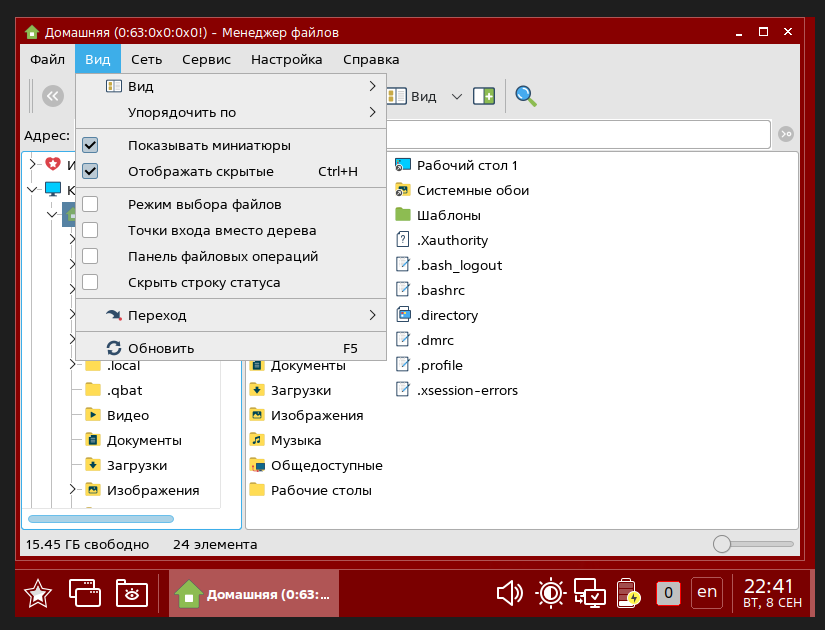 Домашняя (0:63:0x0:0x0!) – Менеджер файлов
Файл Вид Сеть Сервис Настройка Справка
Вид
Адрес:
Вид
Упорядочить по
Показывать миниатюры
Отображать скрытые Ctrl+H
Режим выбора файлов
Точки входа вместо дерева
Панель файловых операций
Скрыть строку статуса
Переход
Обновить F5
.local
.qbat
Видео
Документы
Загрузки
Изображения
Документы
Загрузки
Изображения
Музыка
Общедоступные
Рабочие столы
Рабочий стол 1
Системные обои
Шаблоны
.Xauthority
.bash_logout
.bashrc
.directory
.dmrc
.profile
.xsession-errors
15.45 ГБ свободно 24 элемента
Домашняя (0:63:...
0
en
22:41
ВТ, 8 СЕН